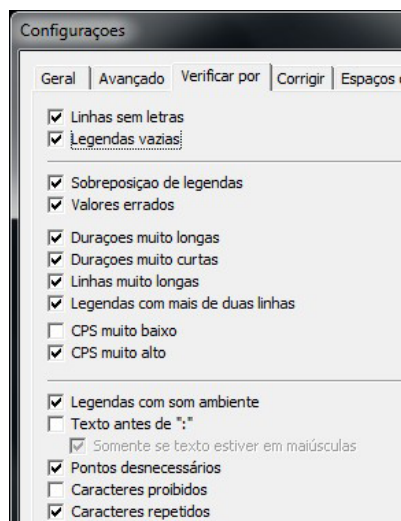 Configuraçoes
Geral Avançado Verificar por Corrigir Espaços
Linhas sem letras
Legendas vazias
Sobreposiçao de legendas
Valores errados
Duraçoes muito longas
Duraçoes muito curtas
Linhas muito longas
Legendas com mais de duas linhas
CPS muito baixo
CPS muito alto
Legendas com som ambiente
Texto antes de ":"
Somente se texto estiver em maiúsculas
Pontos desnecessários
Caracteres proibidos
Caracteres repetidos